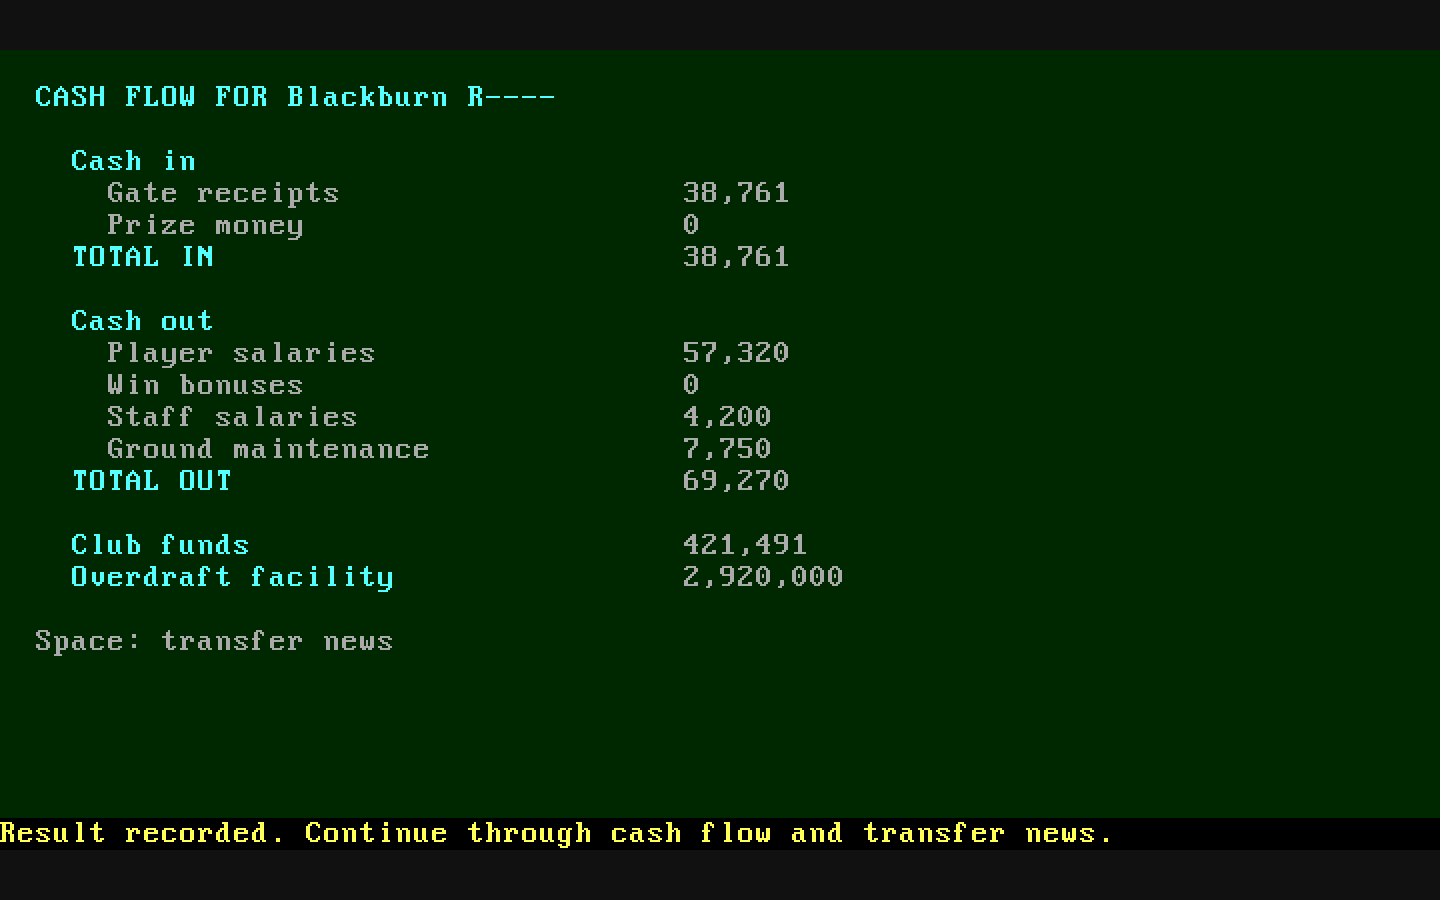 CASH FLOW FOR Blackburn R----
Cash in
Gate receipts 38,761
Prize money 0
TOTAL IN 38,761
Cash out
Player salaries 57,320
Win bonuses 0
Staff salaries 4,200
Ground maintenance 7,750
TOTAL OUT 69,270
Club funds 421,491
Overdraft facility 2,920,000
Space: transfer news
Result recorded. Continue through cash flow and transfer news.